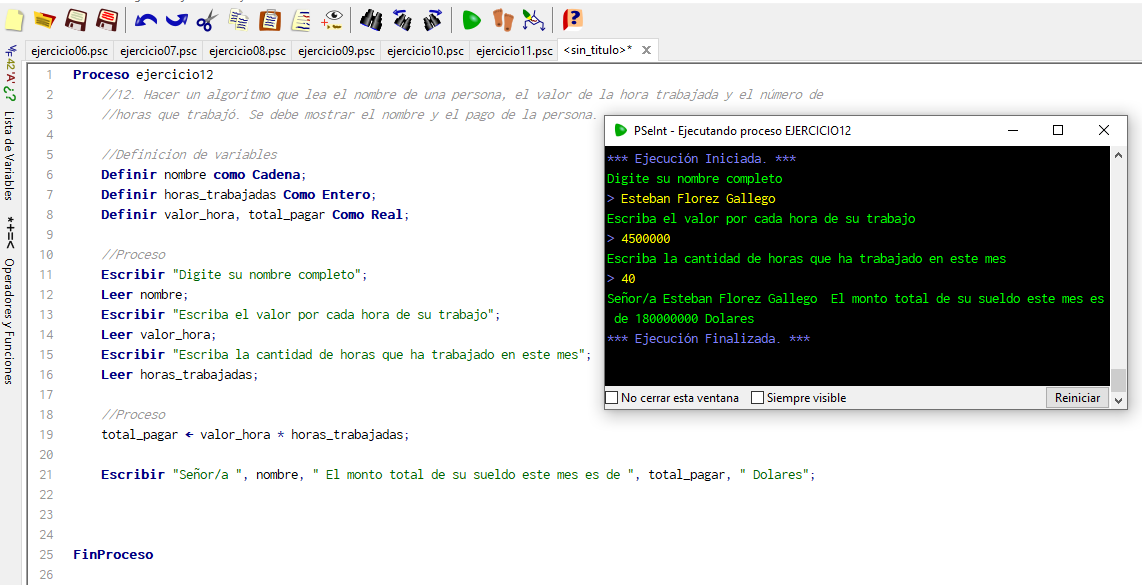 ejercicio06.psc ejercicio07.psc ejercicio08.psc ejercicio09.psc ejercicio10.psc ejercicio11.psc <sin_titulo>*
Lista de Variables
*+=< Operadores y Funciones
1 Proceso ejercicio12
2 //12. Hacer un algoritmo que lea el nombre de una persona, el valor de la hora trabajada y el número de
3 //horas que trabajó. Se debe mostrar el nombre y el pago de la persona.
4
5 //Definicion de variables
6 Definir nombre como Cadena;
7 Definir horas_trabajadas Como Entero;
8 Definir valor_hora, total_pagar Como Real;
9
10 //Proceso
11 Escribir "Digite su nombre completo";
12 Leer nombre;
13 Escribir "Escriba el valor por cada hora de su trabajo";
14 Leer valor_hora;
15 Escribir "Escriba la cantidad de horas que ha trabajado en este mes";
16 Leer horas_trabajadas;
17
18 //Proceso
19 total_pagar ← valor_hora * horas_trabajadas;
20
21 Escribir "Señor/a ", nombre, " El monto total de su sueldo este mes es de ", total_pagar, " Dolares";
22
23
24
25 FinProceso
26
PSeInt - Ejecutando proceso EJERCICIO12
*** Ejecución Iniciada. ***
Digite su nombre completo
> Esteban Florez Gallego
Escriba el valor por cada hora de su trabajo
> 4500000
Escriba la cantidad de horas que ha trabajado en este mes
> 40
Señor/a Esteban Florez Gallego  El monto total de su sueldo este mes es
de 180000000 Dolares
*** Ejecución Finalizada. ***
No cerrar esta ventana Siempre visible Reiniciar